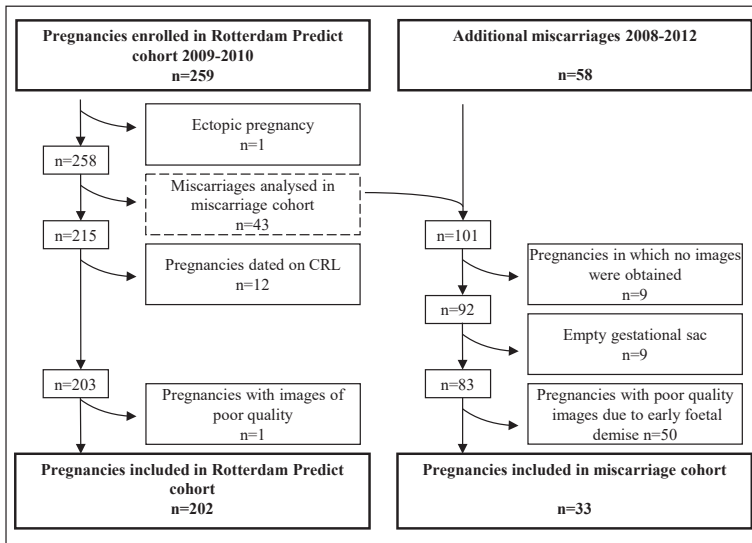 Pregnancies enrolled in Rotterdam Predict
cohort 2009-2010
n=259
Additional miscarriages 2008-2012
n=58
Ectopic pregnancy
n=1
n=258
Miscarriages analysed in
miscarriage cohort
n=43
n=215
n=101
Pregnancies dated on CRL
n=12
Pregnancies in which no images
were obtained
n=9
n=92
Empty gestational sac
n=9
n=203
n=83
Pregnancies with images of
poor quality
n=1
Pregnancies with poor quality
images due to early foetal
demise n=50
Pregnancies included in Rotterdam Predict
cohort
n=202
Pregnancies included in miscarriage cohort
n=33